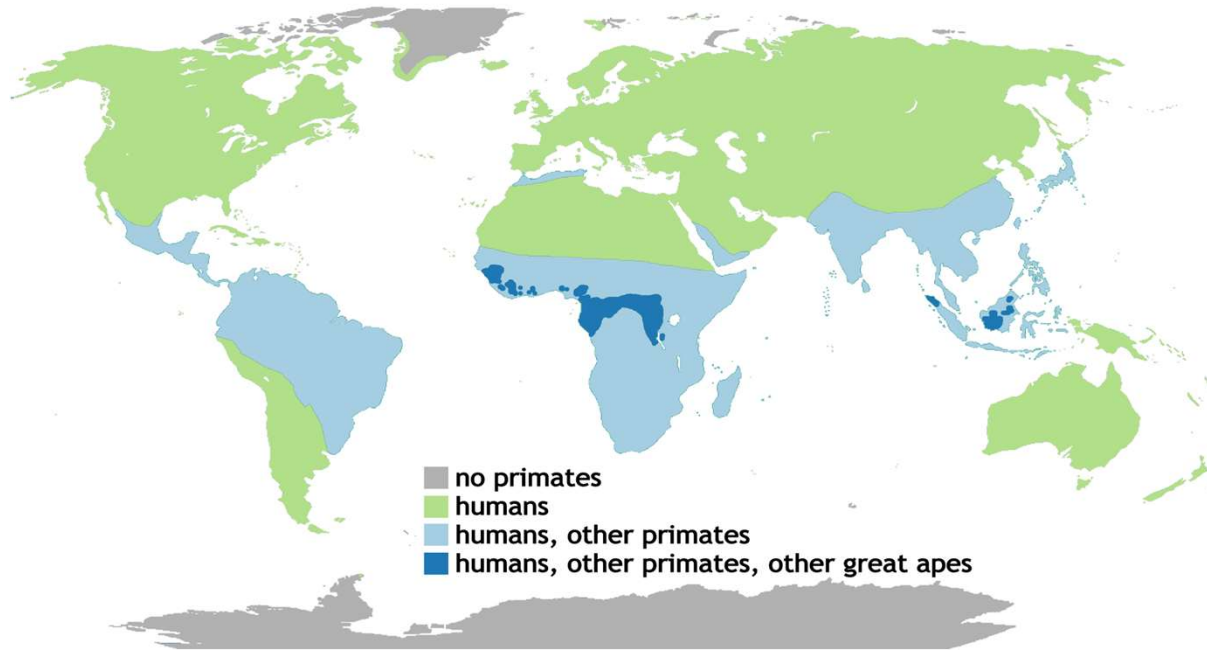 no primates
humans
humans, other primates
humans, other primates, other great apes